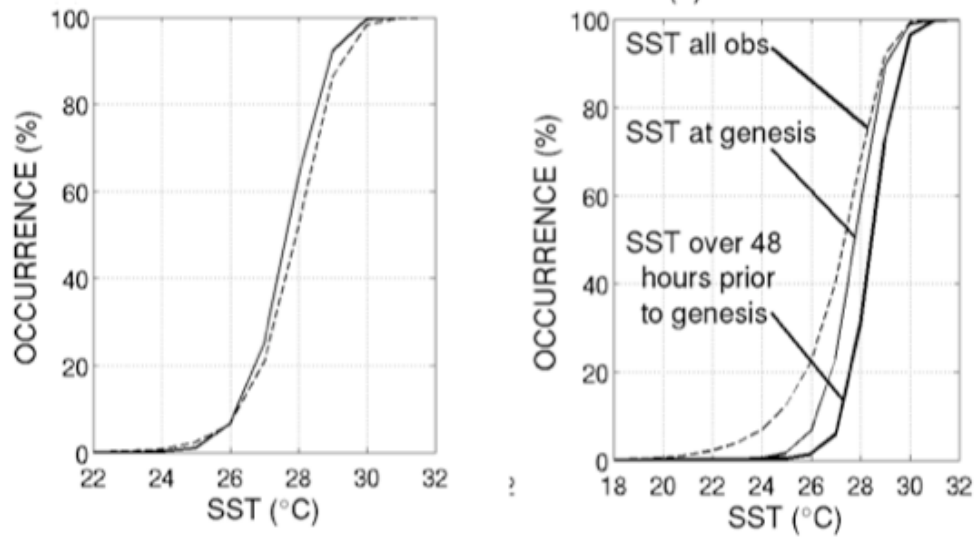 100
80
60
40
20
0
OCCURRENCE (%)
22 24 26 28 30 32
SST (°C)
100
80
60
40
20
0
OCCURRENCE (%)
SST all obs
SST at genesis
SST over 48
hours prior
to genesis
18 20 22 24 26 28 30 32
SST (°C)